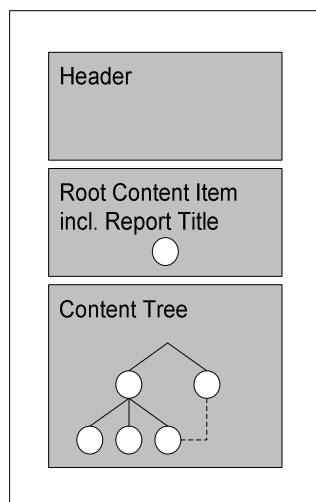 Header
Root Content Item
incl. Report Title
Content Tree